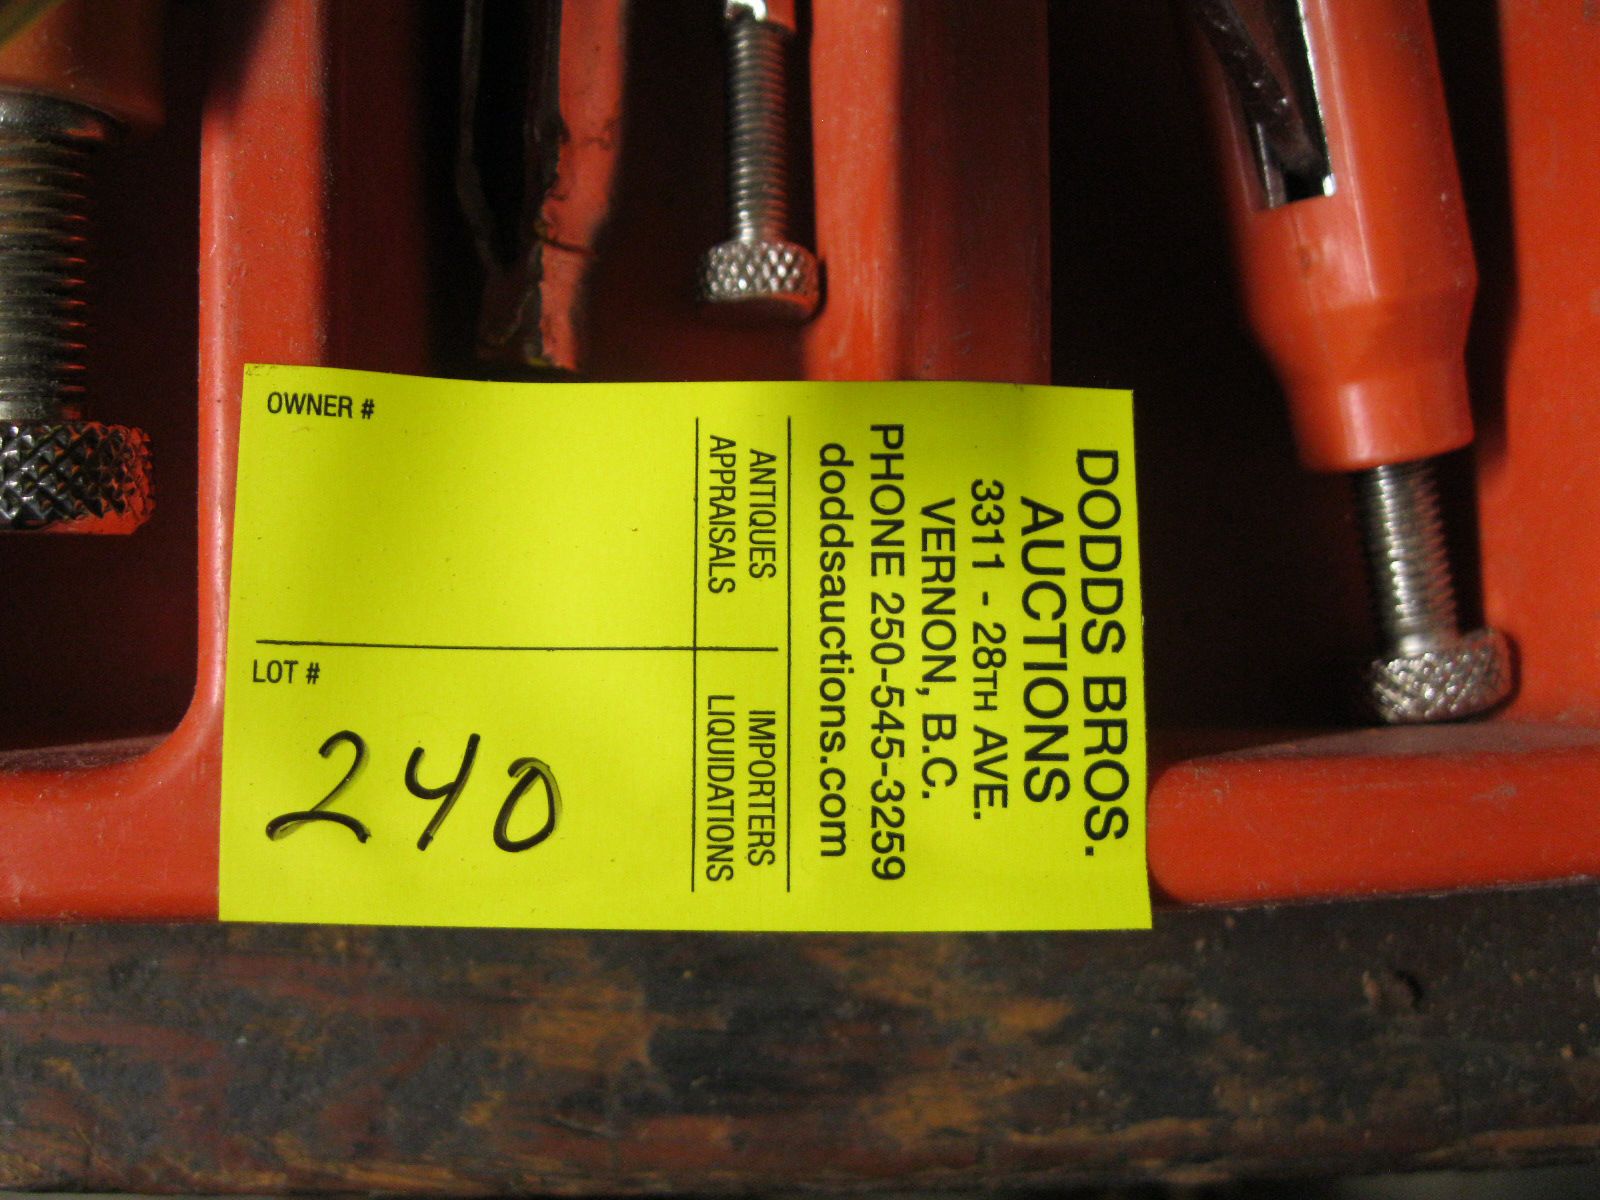 OWNER #
LOT #
240
DODDS BROS.
AUCTIONS
3311 - 28TH AVE.
VERNON, B.C.
PHONE 250-545-3259
doddsauctions.com
ANTIQUES
APPRAISALS
IMPORTERS
LIQUIDATIONS